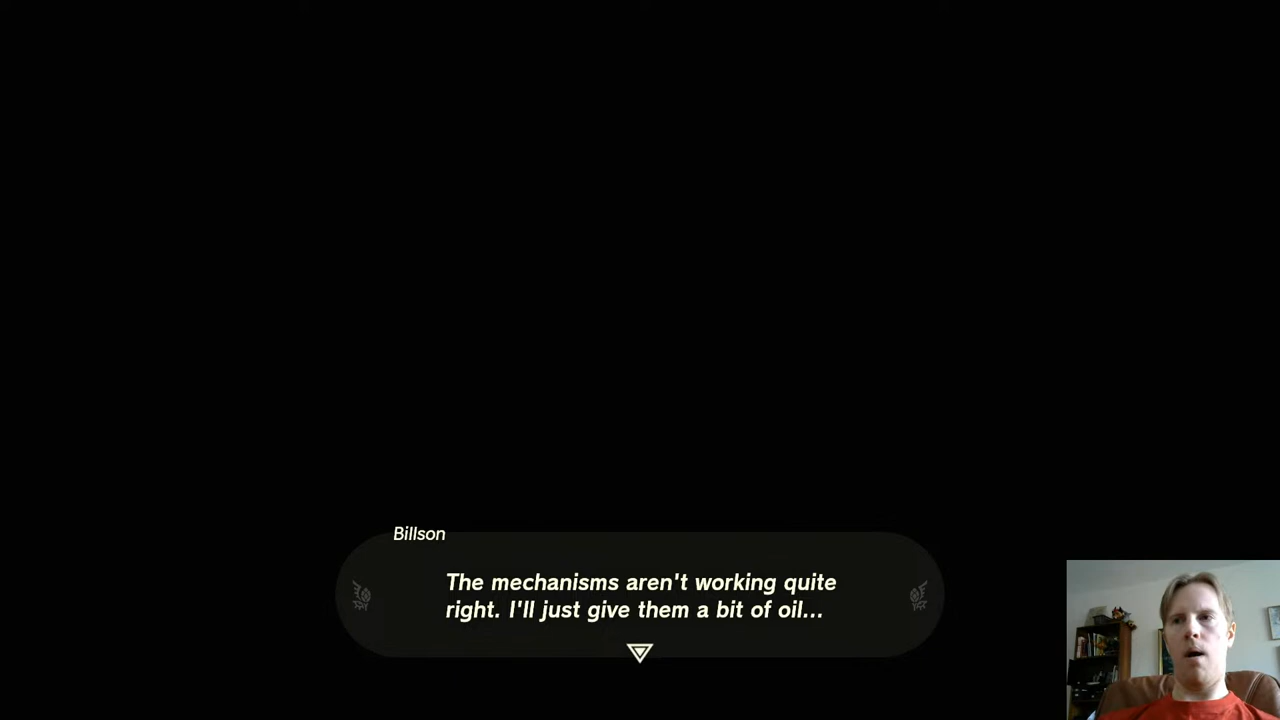 Billson
The mechanisms aren't working quite
right. I'll just give them a bit of oil...